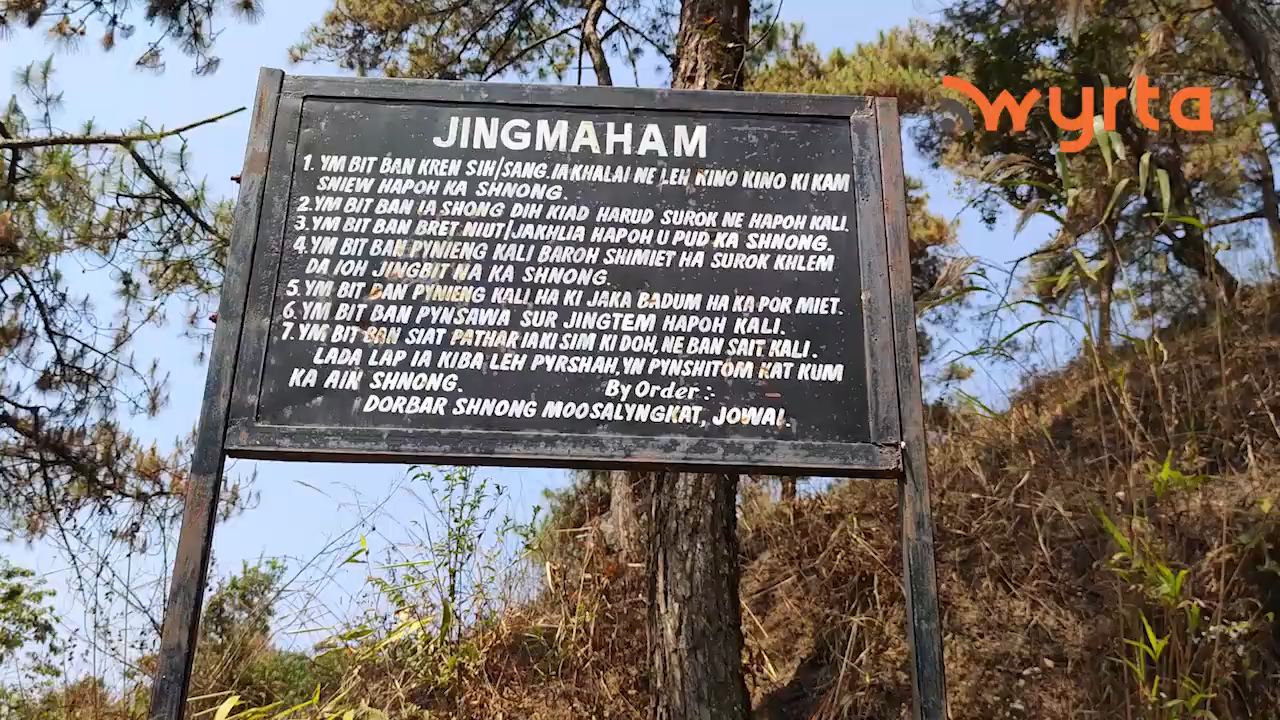 wyrta
JINGMAHAM
1. YM BIT BAN KREN SIH/SANG. IAKHALAI NE LEH KINO KINO KI KAM
SNIEW HAPOH KA SHNONG.
2. YM BIT BAN IA SHONG DIH KIAD HARUD SUROK NE HAPOH KALI.
3. YM BIT BAN BRET NIUT/JAKHLIA HAPOH U PUD KA SHNONG.
4. YM BIT BAN PYNIENG KALI BAROH SHIMIET HA SUROK KHLEM
DA IOH JINGBIT NA KA SHNONG.
5. YM BIT BAN PYNIENG KALI HA KI JAKA BADUM HA KA POR MIET.
6. YM BIT BAN PYNSAWA SUR JINGTEM HAPOH KALI.
7. YM BIT BAN SIAT PATHAR IAKI SIM KI DOH, NE BAN SAIT KALI.
LADA LAP IA KIBA LEH PYRSHAH, YN PYNSHITOM KAT KUM
KA AIN SHNONG.
By Order :-
DORBAR SHNONG MOOSALYNGKAT, JOWAI.